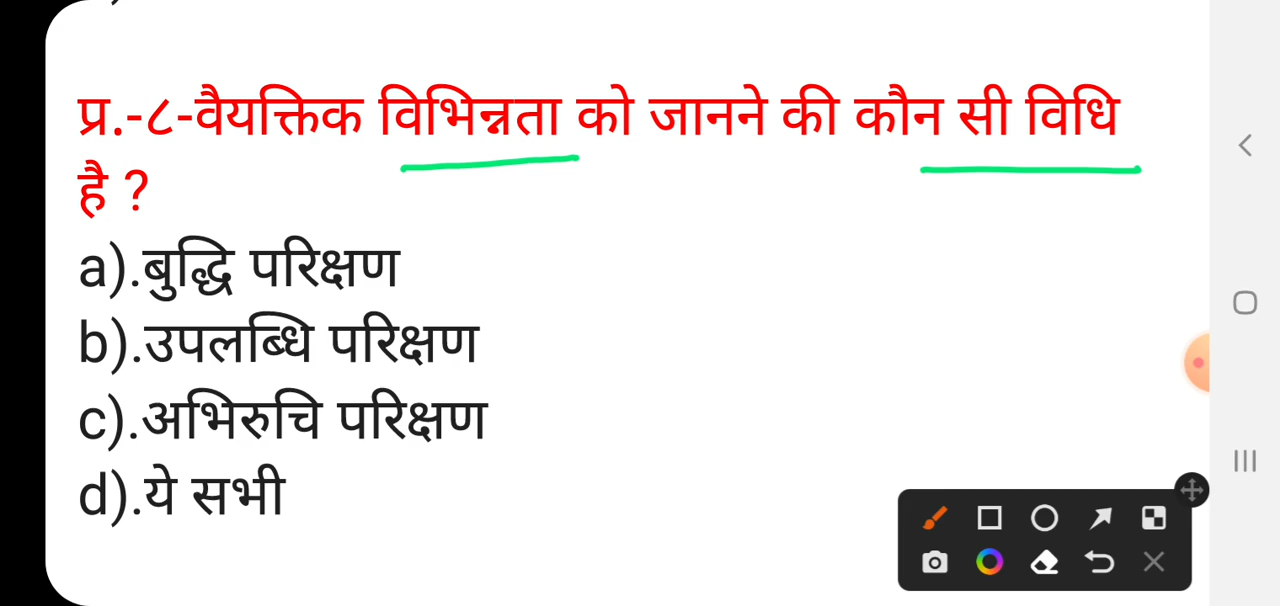 प्र.-८-वैयक्तिक विभिन्नता को जानने की कौन सी विधि
है ?
a).बुद्धि परिक्षण
b).उपलब्धि परिक्षण
c).अभिरुचि परिक्षण
d).ये सभी